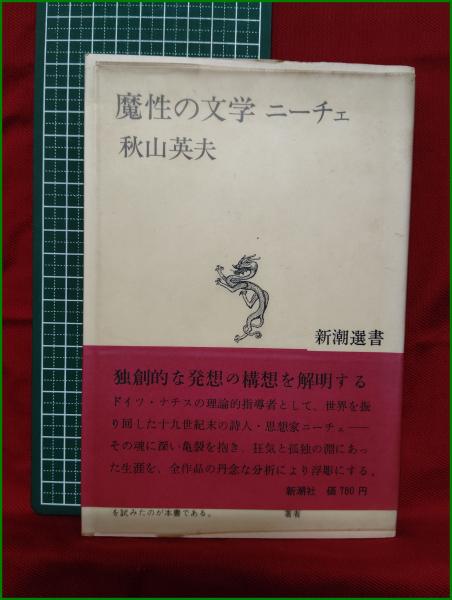 魔性の文学 ニーチェ
秋山英夫
新潮選書
独創的な発想の構想を解明する
ドイツ・ナチスの理論的指導者として、世界を振
り回した十九世紀末の詩人・思想家ニーチェ──
その魂に深い亀裂を抱き、狂気と孤独の淵にあっ
た生涯を、全作品の丹念な分析により浮彫にする。
新潮社 価 780 円
を試みたのが本書である。 著者